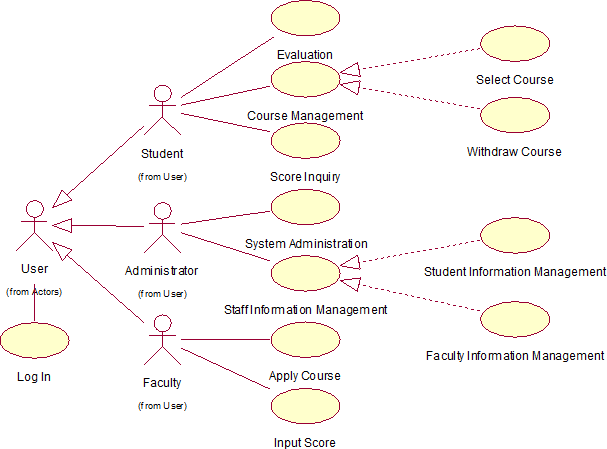 Evaluation
Select Course
Course Management
Student
(from User)
Withdraw Course
Score Inquiry
System Administration
User
(from Actors)
Administrator
(from User)
Student Information Management
Staff Information Management
Faculty Information Management
Log In
Faculty
(from User)
Apply Course
Input Score